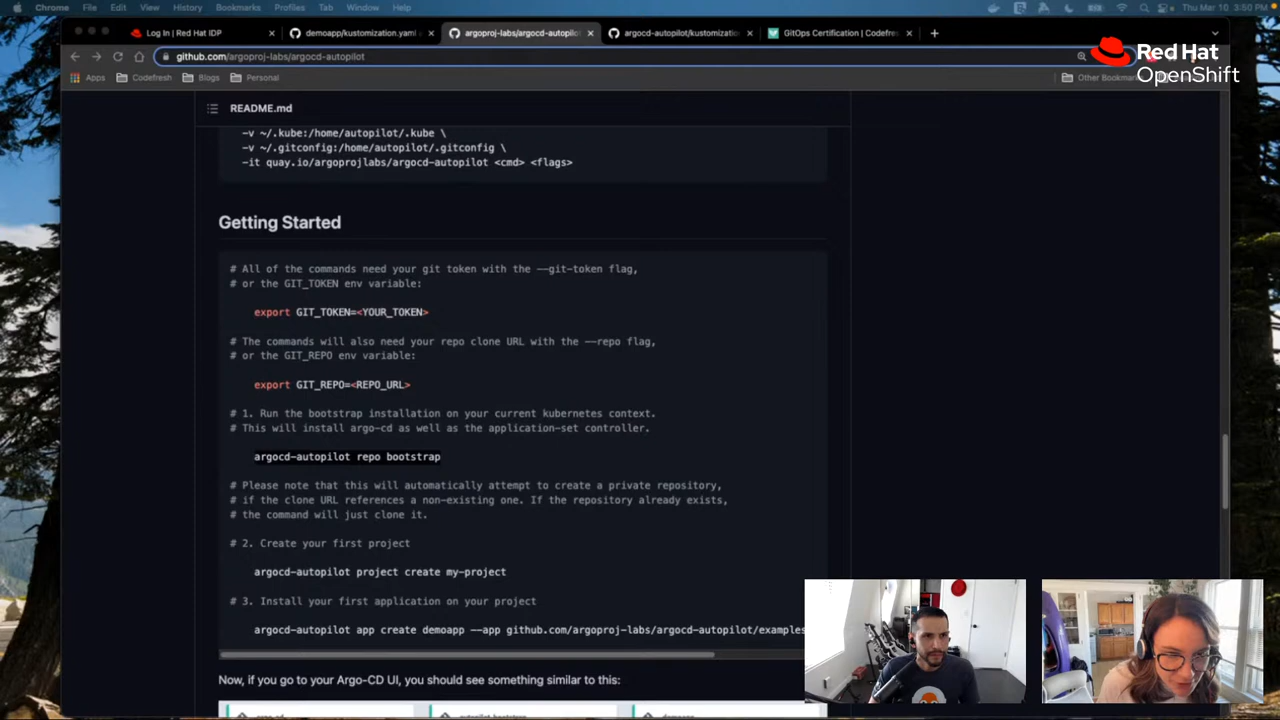 Chrome File Edit View History Bookmarks Profiles Tab Window Help Thu Mar 10 3:50 PM
Log In | Red Hat IDP demoapp/kustomization.yaml argoproj-labs/argocd-autopilot argocd-autopilot/kustomization GitOps Certification | Codefresh
github.com/argoproj-labs/argocd-autopilot
Apps Codefresh Blogs Personal Other Bookmarks
Red Hat
OpenShift
README.md
-v ~/.kube:/home/autopilot/.kube \
-v ~/.gitconfig:/home/autopilot/.gitconfig \
-it quay.io/argoprojlabs/argocd-autopilot <cmd> <flags>
Getting Started
# All of the commands need your git token with the --git-token flag,
# or the GIT_TOKEN env variable:
export GIT_TOKEN=<YOUR_TOKEN>
# The commands will also need your repo clone URL with the --repo flag,
# or the GIT_REPO env variable:
export GIT_REPO=<REPO_URL>
# 1. Run the bootstrap installation on your current kubernetes context.
# This will install argo-cd as well as the application-set controller.
argocd-autopilot repo bootstrap
# Please note that this will automatically attempt to create a private repository,
# if the clone URL references a non-existing one. If the repository already exists,
# the command will just clone it.
# 2. Create your first project
argocd-autopilot project create my-project
# 3. Install your first application on your project
argocd-autopilot app create demoapp --app github.com/argoproj-labs/argocd-autopilot/examples
Now, if you go to your Argo-CD UI, you should see something similar to this: